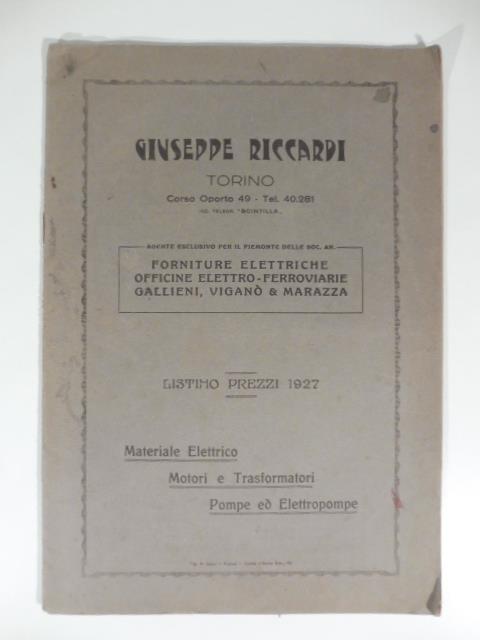 GIUSEPPE RICCARDI
TORINO
Corso Oporto 49 - Tel. 40.281
IND. TELEGR. "SCINTILLA"
AGENTE ESCLUSIVO PER IL PIEMONTE DELLE SOC. AN.
FORNITURE ELETTRICHE
OFFICINE ELETTRO-FERROVIARIE
GALLIENI, VIGANÒ & MARAZZA
LISTINO PREZZI 1927
Materiale Elettrico
Motori e Trasformatori
Pompe ed Elettropompe